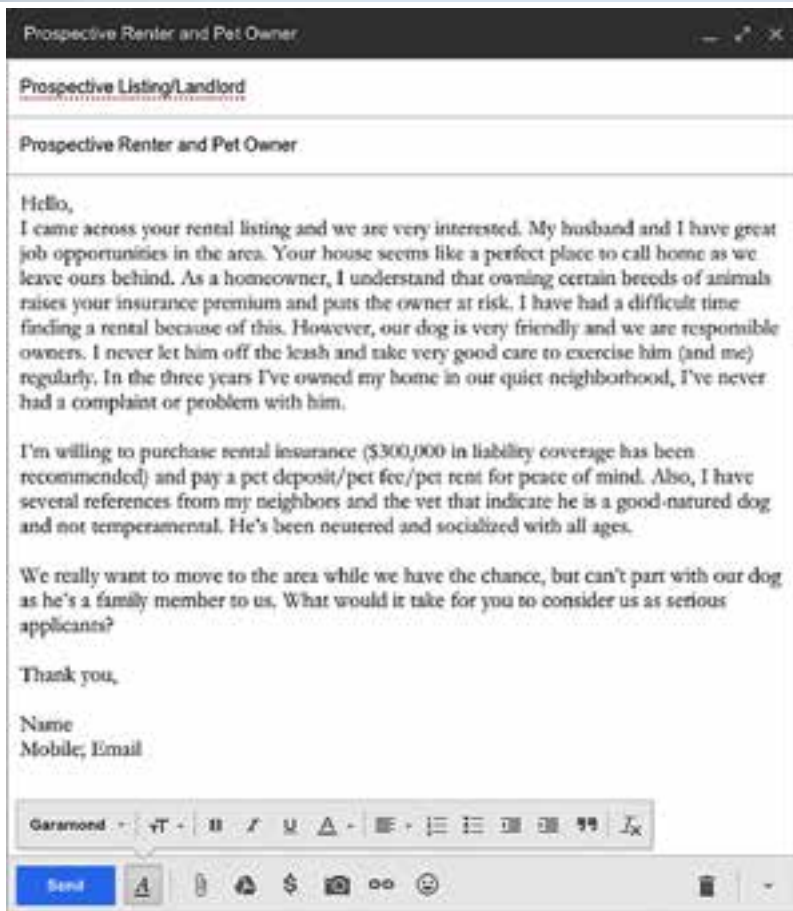 Prospective Renter and Pet Owner
Prospective Listing/Landlord
Prospective Renter and Pet Owner
Hello,
I came across your rental listing and we are very interested. My husband and I have great
job opportunities in the area. Your house seems like a perfect place to call home as we
leave ours behind. As a homeowner, I understand that owning certain breeds of animals
raises your insurance premium and puts the owner at risk. I have had a difficult time
finding a rental because of this. However, our dog is very friendly and we are responsible
owners. I never let him off the leash and take very good care to exercise him (and me)
regularly. In the three years I've owned my home in our quiet neighborhood, I've never
had a complaint or problem with him.
I'm willing to purchase rental insurance ($300,000 in liability coverage has been
recommended) and pay a pet deposit/pet fee/pet rent for peace of mind. Also, I have
several references from my neighbors and the vet that indicate he is a good-natured dog
and not temperamental. He's been neutered and socialized with all ages.
We really want to move to the area while we have the chance, but can't part with our dog
as he's a family member to us. What would it take for you to consider us as serious
applicants?
Thank you,
Name
Mobile; Email
Garamond
Send